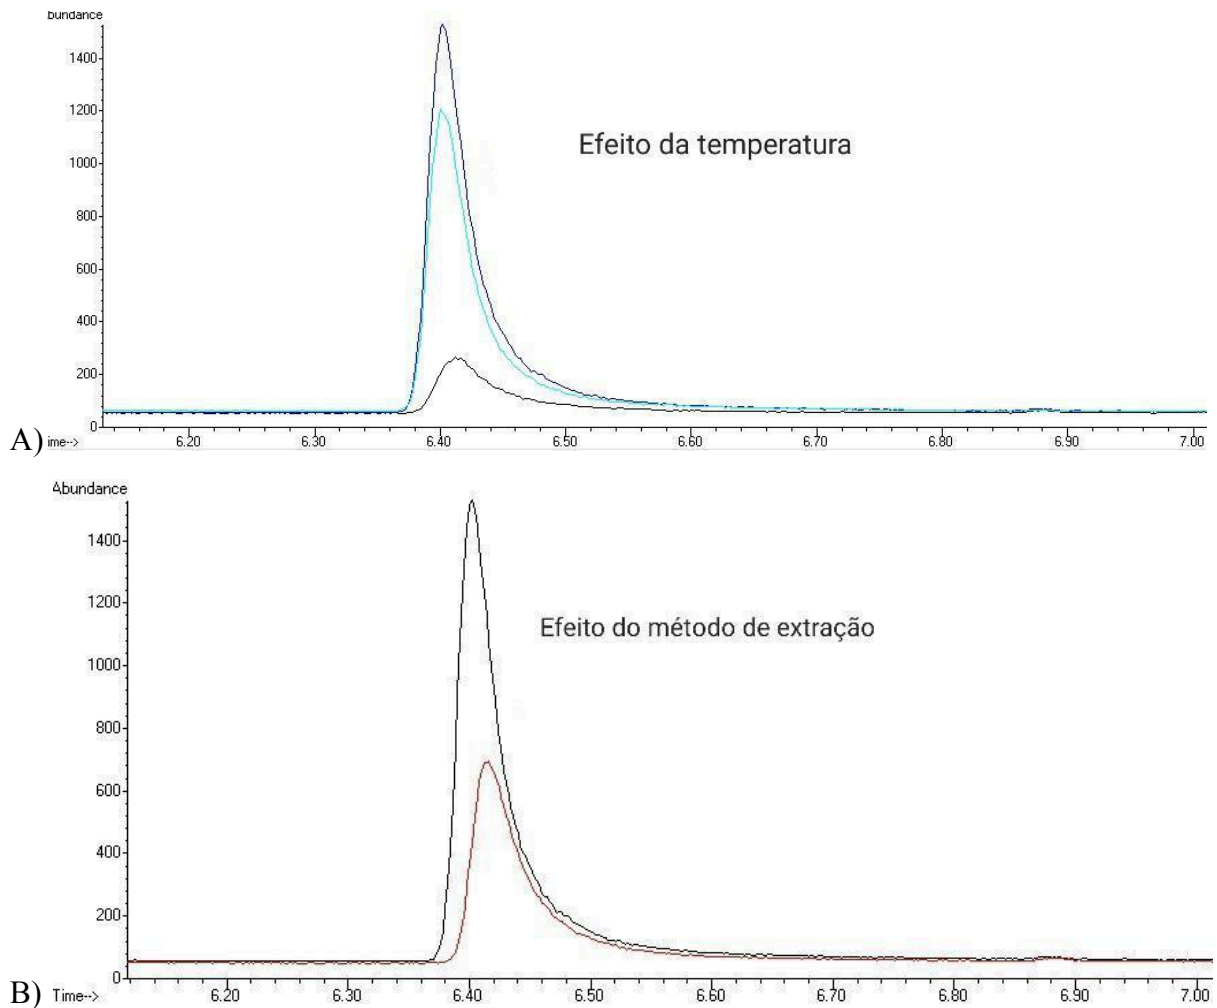 bundance
1400
1200
Efeito da temperatura
1000
800
600
400
200
0
A) ime-->
6.20 6.30 6.40 6.50 6.60 6.70 6.80 6.90 7.00
Abundance
1400
1200
Efeito do método de extração
1000
800
600
400
200
0
B) Time-->
6.20 6.30 6.40 6.50 6.60 6.70 6.80 6.90 7.00